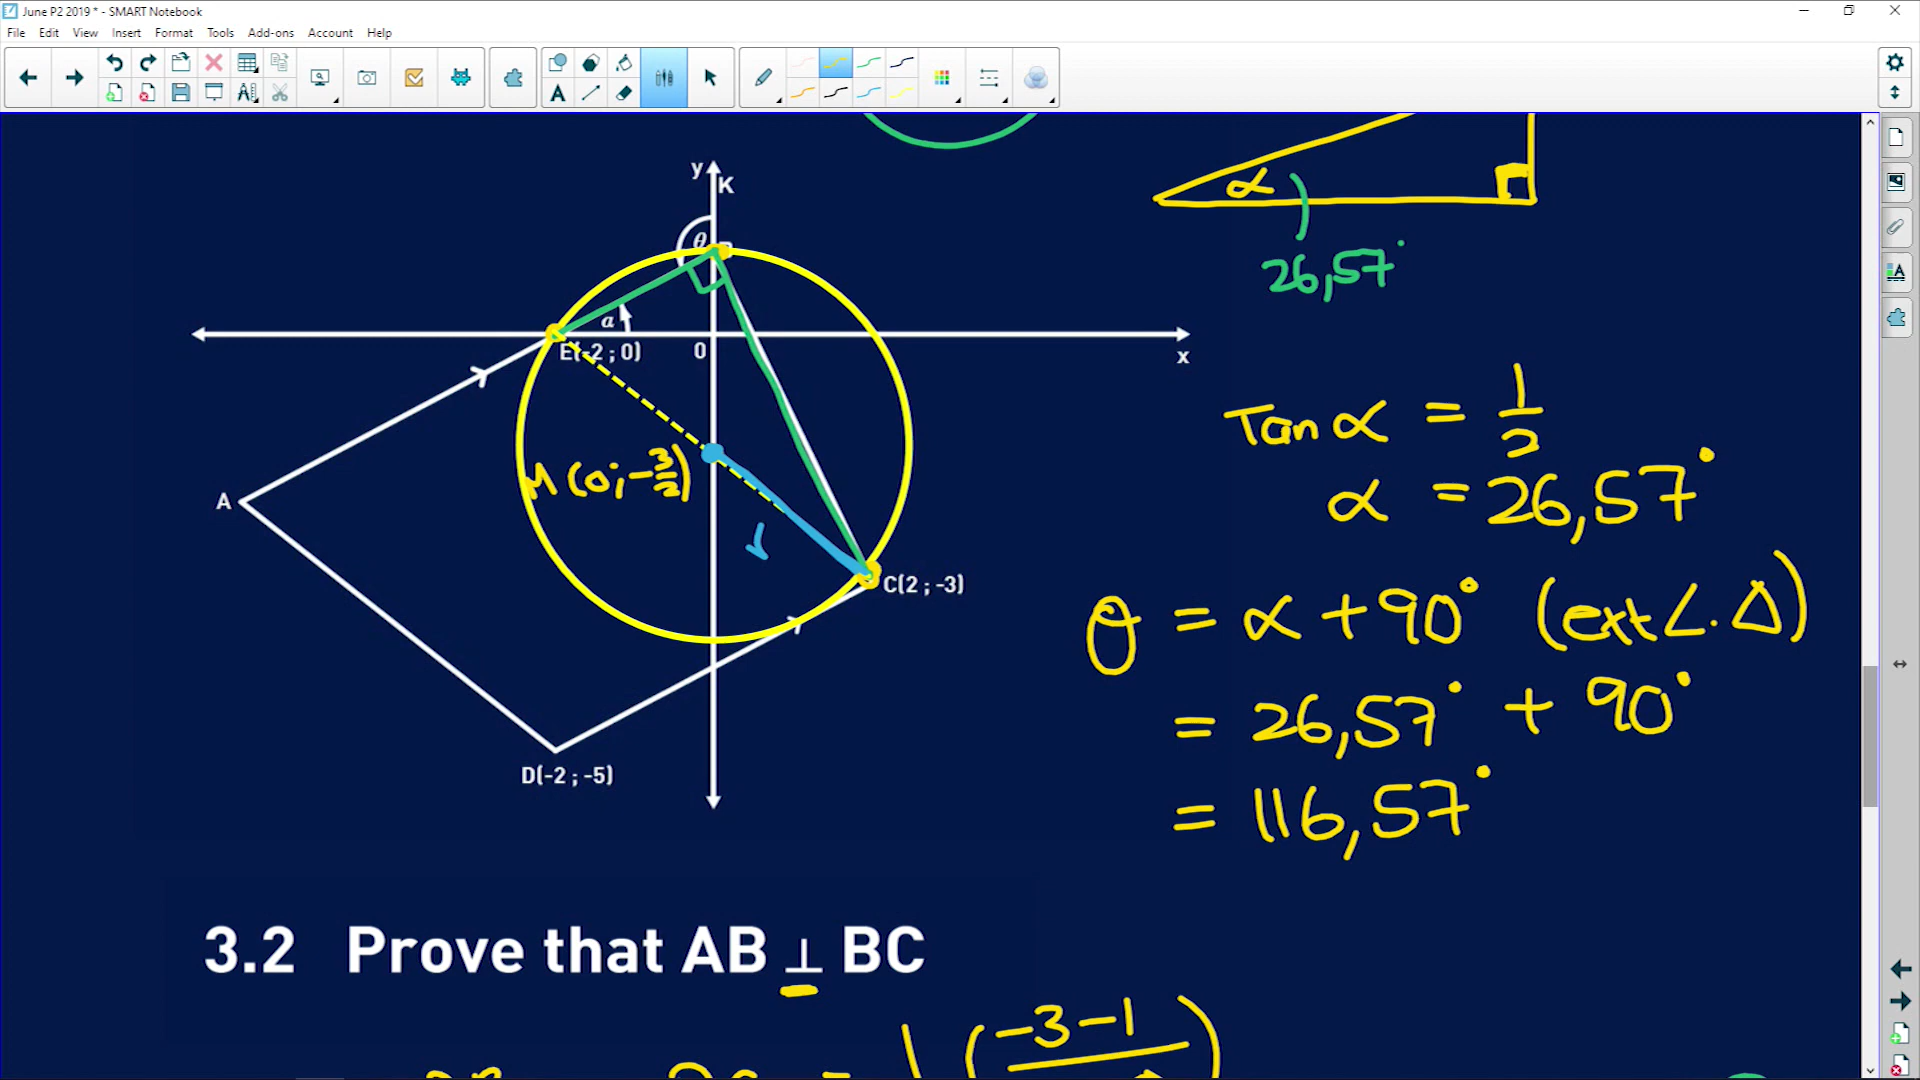 June P2 2019 * - SMART Notebook
File Edit View Insert Format Tools Add-ons Account Help
y
K
θ
α
26,57°
a
E(-2 ; 0)
0
x
Tan α = 1/2
α = 26,57°
A
M (0; -3/2)
r
C(2 ; -3)
θ = α + 90° (ext∠.Δ)
= 26,57° + 90°
D(-2 ; -5)
= 116,57°
3.2 Prove that AB ⊥ BC
(-3-1